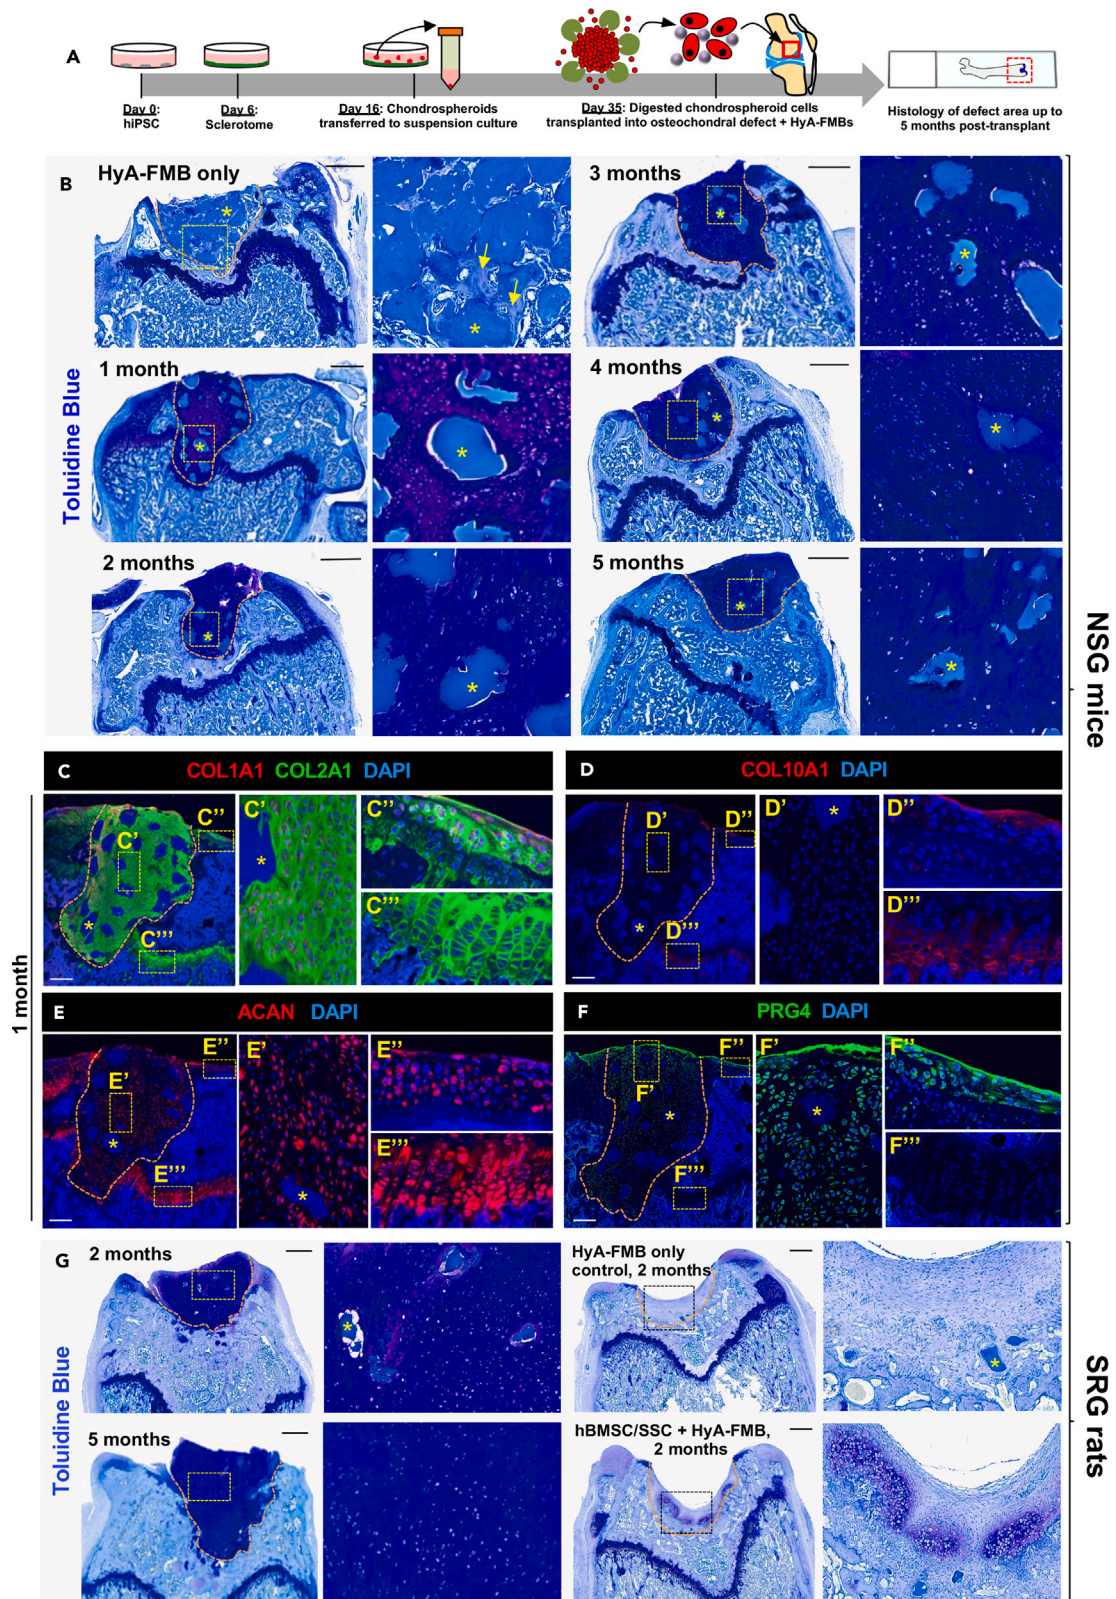 A
Day 0:
hiPSC
Day 6:
Sclerotome
Day 16: Chondrospheroids
transferred to suspension culture
Day 35: Digested chondrospheroid cells
transplanted into osteochondral defect + HyA-FMBs
Histology of defect area up to
5 months post-transplant
B
Toluidine Blue
HyA-FMB only
*
*
3 months
*
*
1 month
*
*
4 months
*
*
2 months
*
*
5 months
*
*
NSG mice
1 month
C
COL1A1 COL2A1 DAPI
C'
C''
C'''
*
C'
*
C''
C'''
D
COL10A1 DAPI
D'
D''
D'''
*
D'
*
D''
D'''
E
ACAN DAPI
E'
E''
E'''
*
E'
*
E''
E'''
F
PRG4 DAPI
F'
F''
F'''
*
F'
*
F''
F'''
G
Toluidine Blue
2 months
*
HyA-FMB only
control, 2 months
*
5 months
hBMSC/SSC + HyA-FMB,
2 months
SRG rats